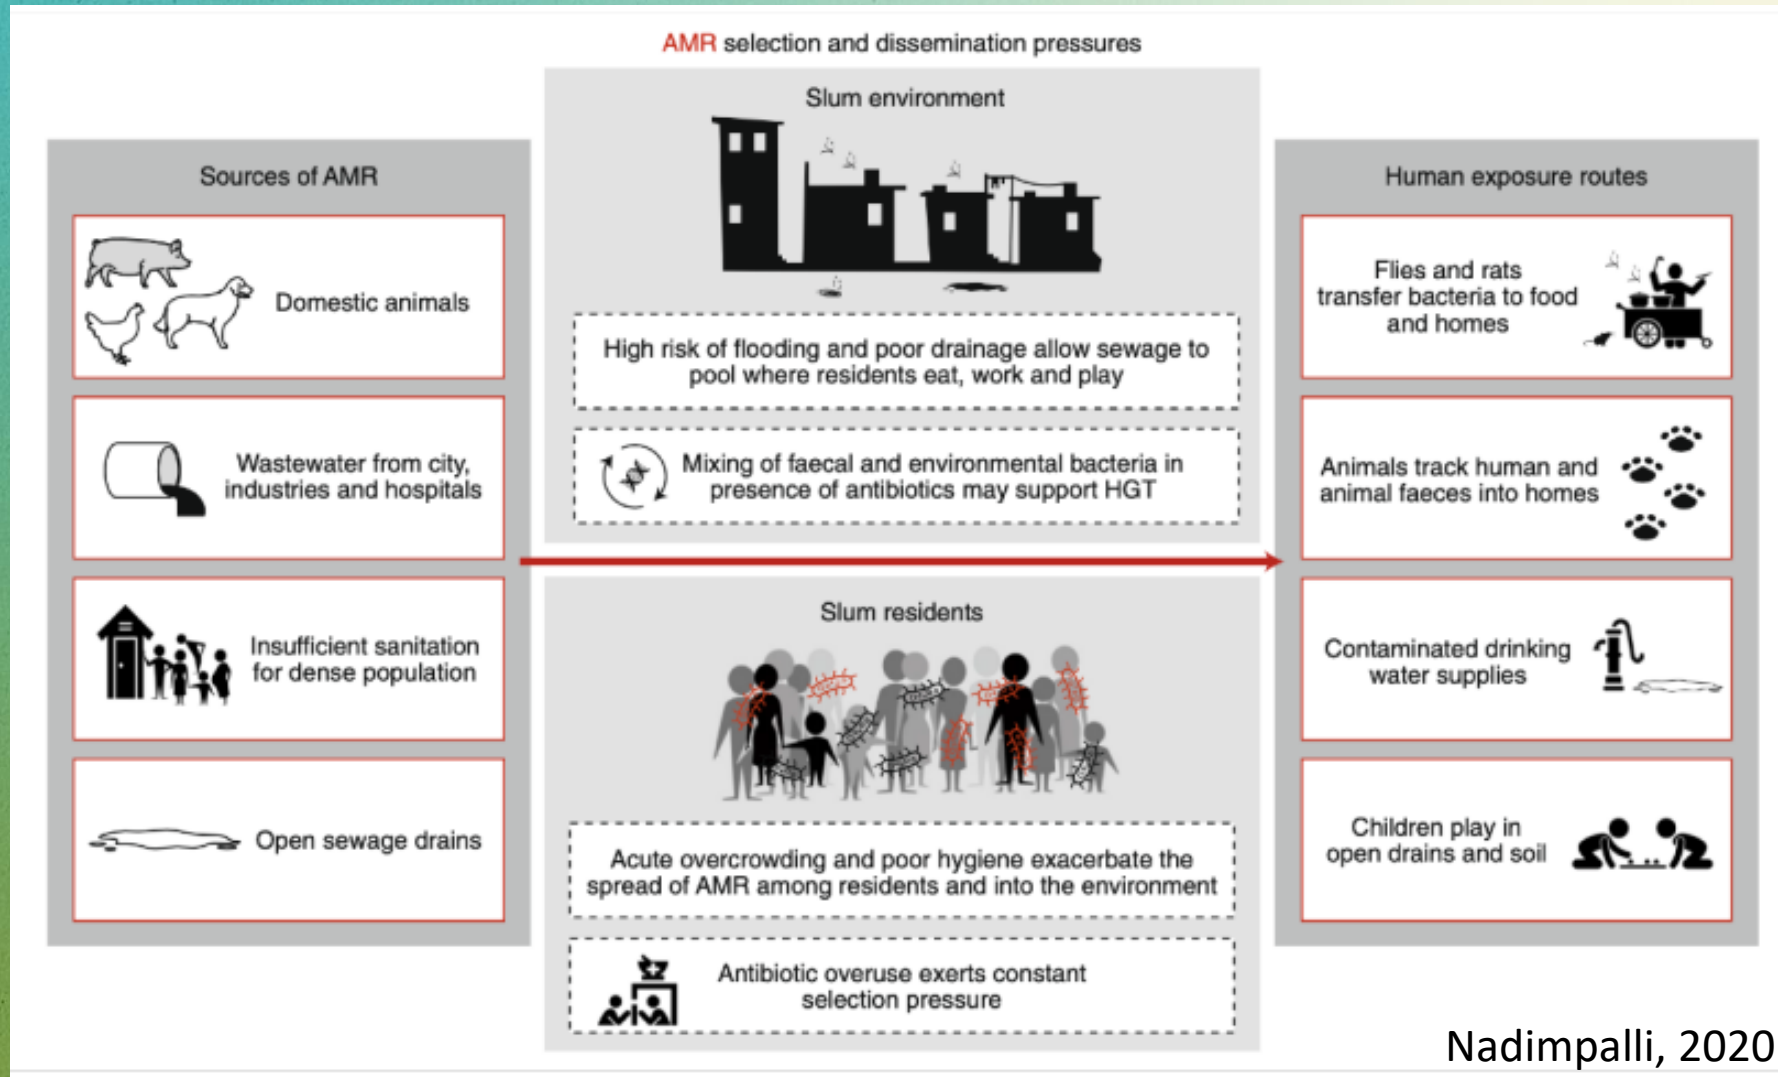 AMR selection and dissemination pressures
Sources of AMR
Domestic animals
Wastewater from city,
industries and hospitals
Insufficient sanitation
for dense population
Open sewage drains
Slum environment
High risk of flooding and poor drainage allow sewage to
pool where residents eat, work and play
Mixing of faecal and environmental bacteria in
presence of antibiotics may support HGT
Slum residents
Acute overcrowding and poor hygiene exacerbate the
spread of AMR among residents and into the environment
Antibiotic overuse exerts constant
selection pressure
Human exposure routes
Flies and rats
transfer bacteria to food
and homes
Animals track human and
animal faeces into homes
Contaminated drinking
water supplies
Children play in
open drains and soil
Nadimpalli, 2020